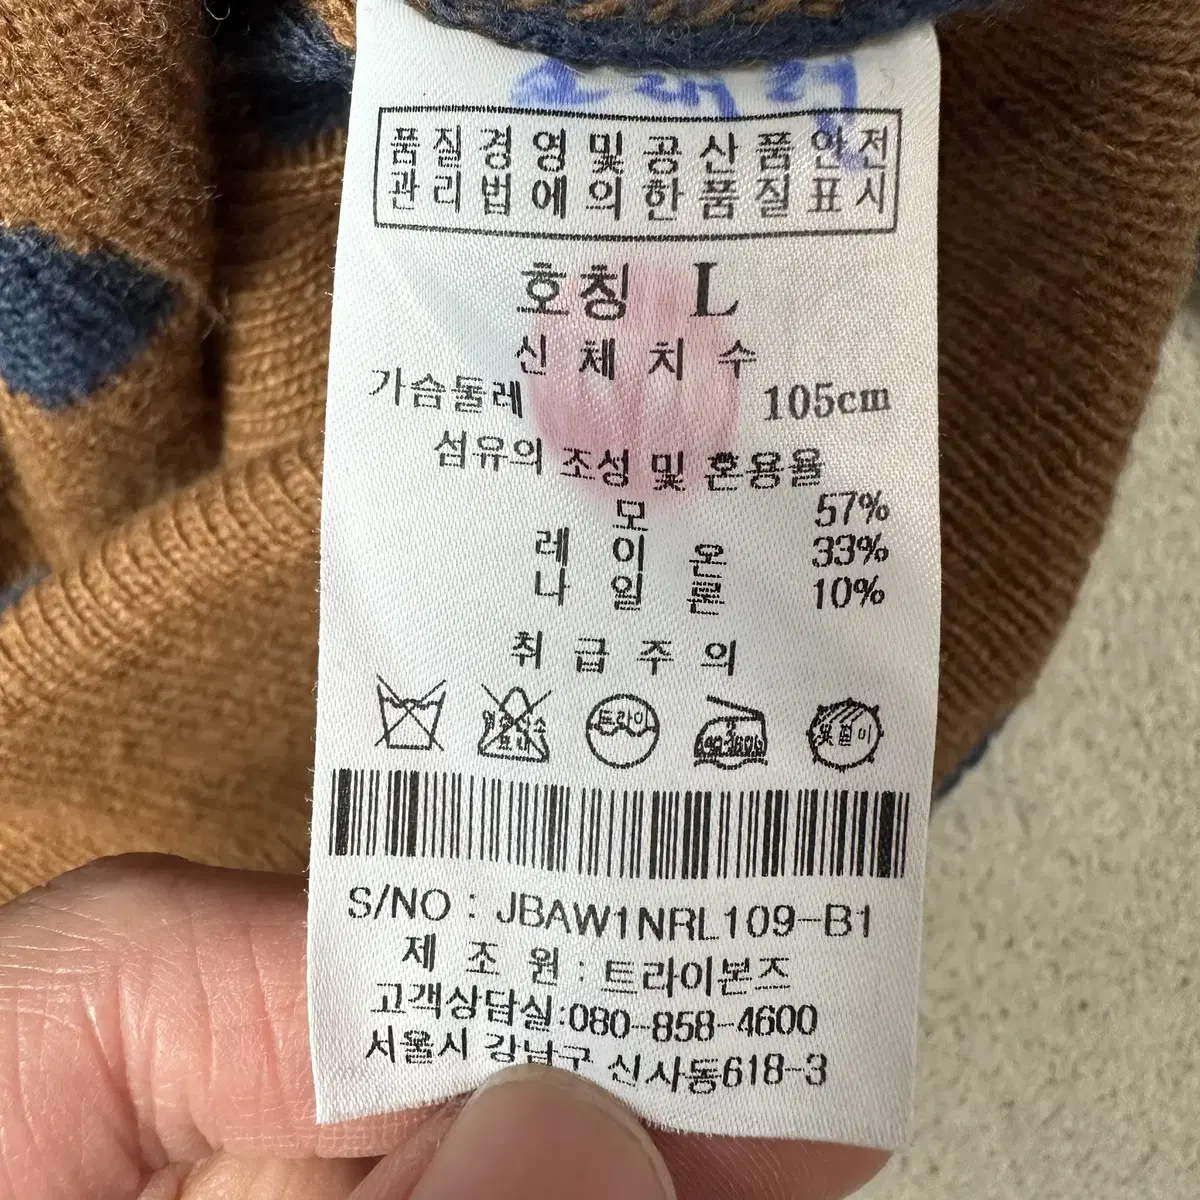 품질경영및공산품안전
관리법에의한품질표시
호칭 L
신체치수
가슴둘레 105cm
섬유의 조성 및 혼용율
모 57%
레이온 33%
나일론 10%
취급주의
드라이
옷걸이
S/NO : JBAW1NRL109-B1
제조원 : 트라이본즈
고객상담실:080-858-4600
서울시 강남구 신사동618-3